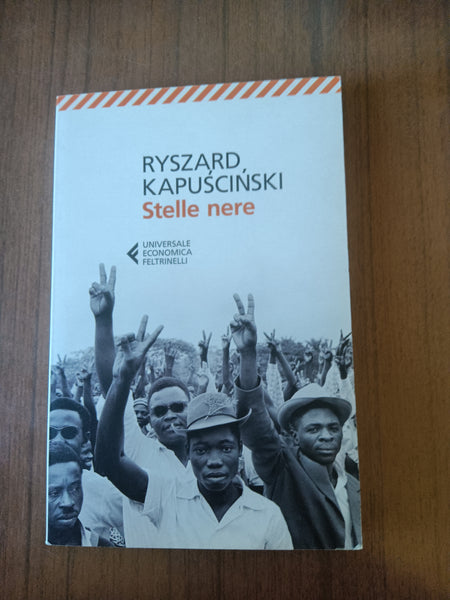 RYSZARD
KAPUŚCIŃSKI
Stelle nere
UNIVERSALE
ECONOMICA
FELTRINELLI